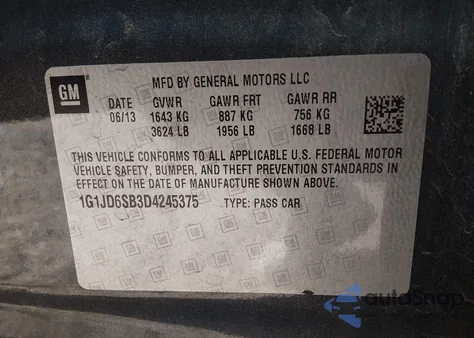 GM
MFD BY GENERAL MOTORS LLC
DATE GVWR GAWR FRT GAWR RR
06/13 1643 KG 887 KG 756 KG
3624 LB 1956 LB 1668 LB
THIS VEHICLE CONFORMS TO ALL APPLICABLE U.S. FEDERAL MOTOR
VEHICLE SAFETY, BUMPER, AND THEFT PREVENTION STANDARDS IN
EFFECT ON THE DATE OF MANUFACTURE SHOWN ABOVE.
1G1JD6SB3D4245375 TYPE: PASS CAR
autoSnap